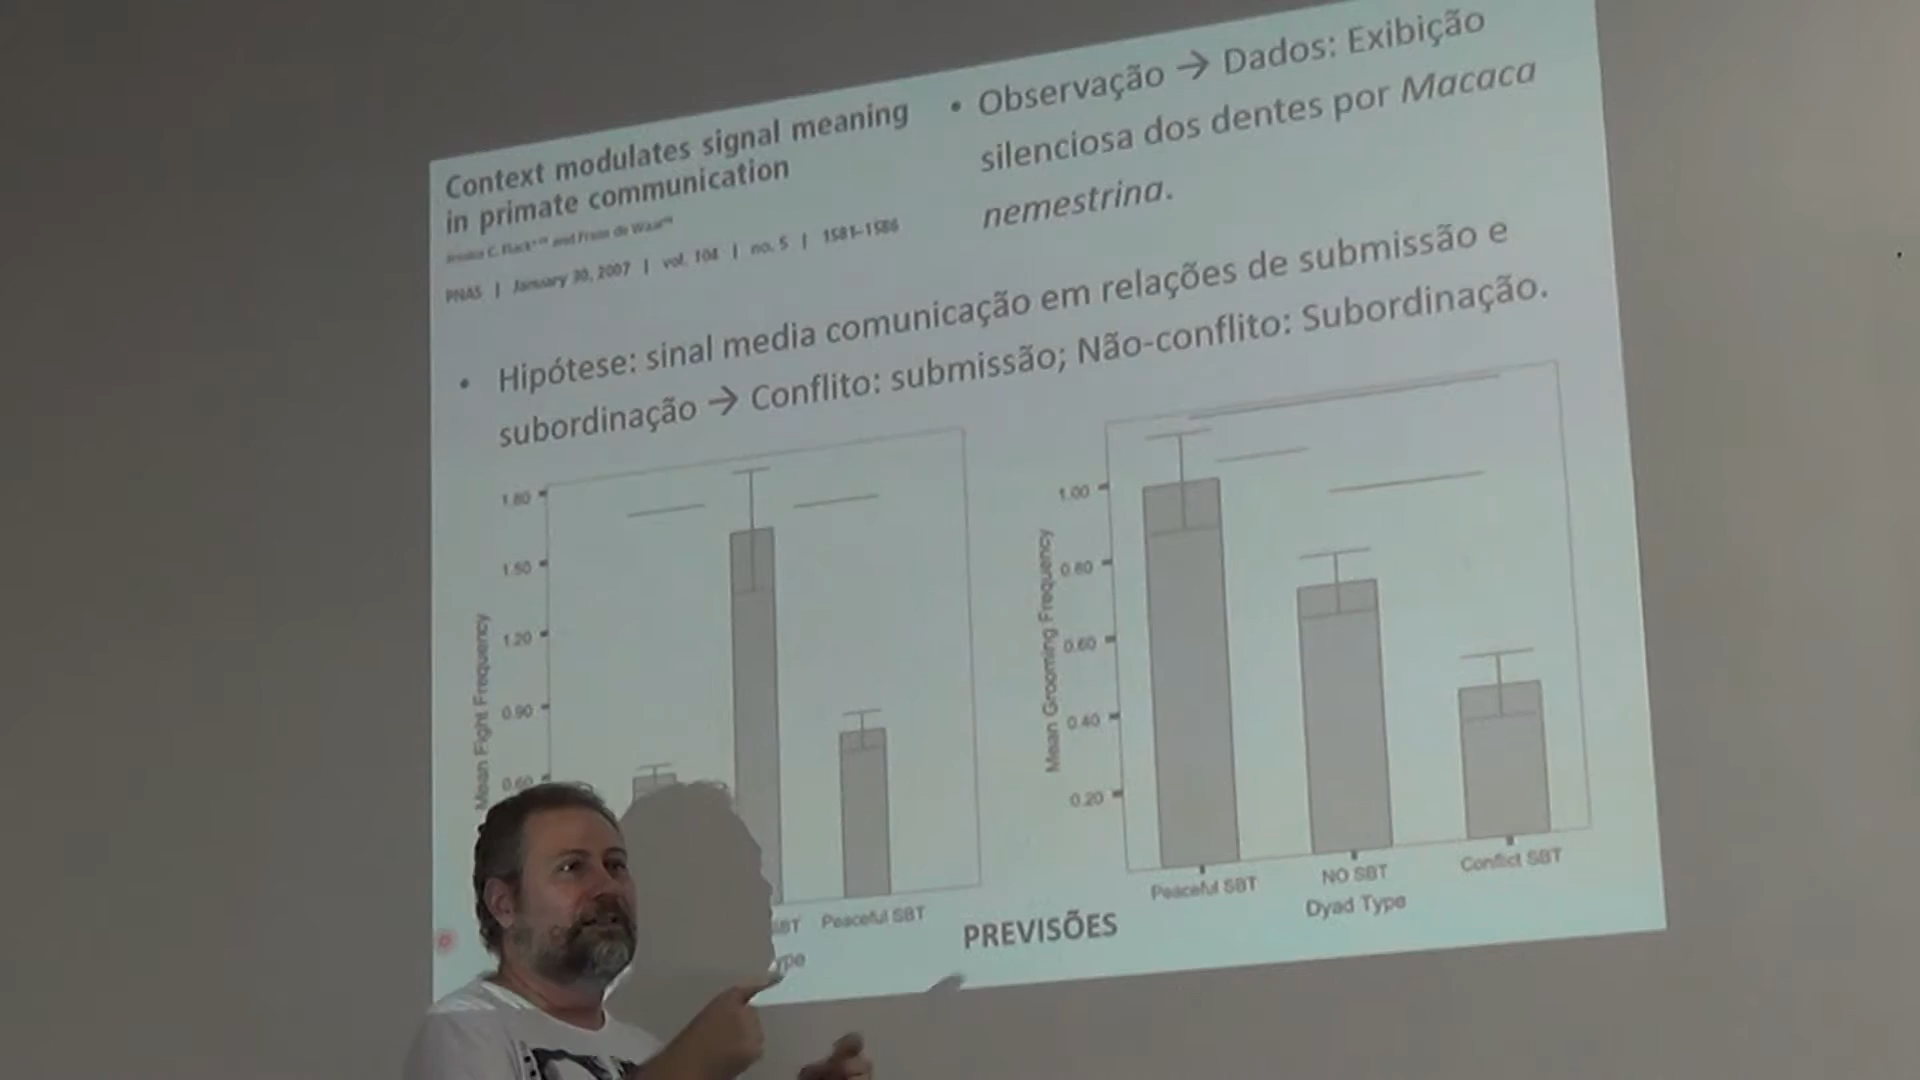 Context modulates signal meaning
in primate communication
Jessica C. Flack and Frans de Waal
PNAS | January 30, 2007 | vol. 104 | no. 5 | 1581–1586
• Observação → Dados: Exibição
silenciosa dos dentes por Macaca
nemestrina.
• Hipótese: sinal media comunicação em relações de submissão e
subordinação → Conflito: submissão; Não-conflito: Subordinação.
Mean Fight Frequency
1.80
1.50
1.20
0.90
0.60
SBT
Peaceful SBT
ype
PREVISÕES
Mean Grooming Frequency
1.00
0.80
0.60
0.40
0.20
Peaceful SBT
NO SBT
Conflict SBT
Dyad Type